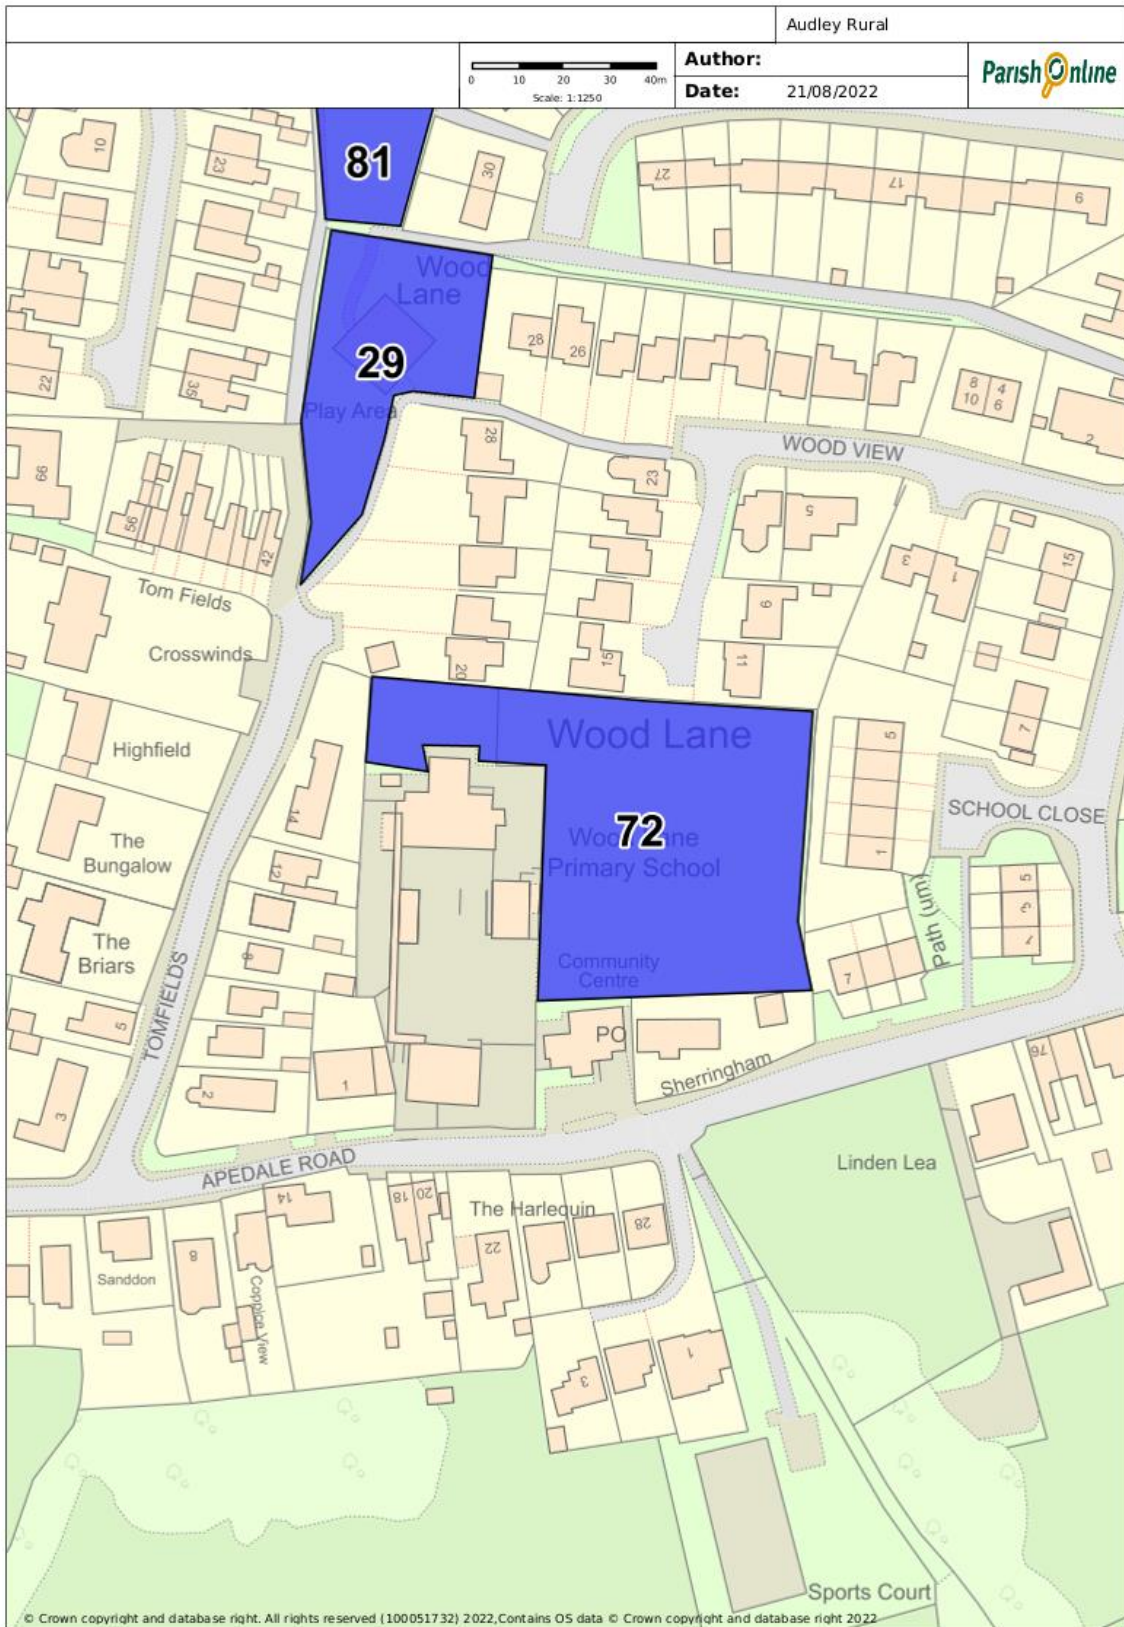 Audley Rural
Author:
Date: 21/08/2022
Parish Online
0 10 20 30 40m
Scale: 1:1250
81
10
23
30
27
17
9
Wood
Lane
29
Play Area
28
26
8
10
4
6
2
22
35
WOOD VIEW
66
56
42
28
23
5
3
1
15
Tom Fields
Crosswinds
20
15
6
11
7
Highfield
Wood Lane
5
1
14
72
Wood Lane
Primary School
SCHOOL CLOSE
The
Bungalow
12
5
3
1
Path (um)
The
Briars
8
Community
Centre
7
TOMFIELDS
5
PO
3
2
1
Sherringham
76
APEDALE ROAD
Linden Lea
14
18
20
The Harlequin
22
28
Sanddon
8
Coppice View
3
1
Sports Court
© Crown copyright and database right. All rights reserved (100051732) 2022,Contains OS data © Crown copyright and database right 2022